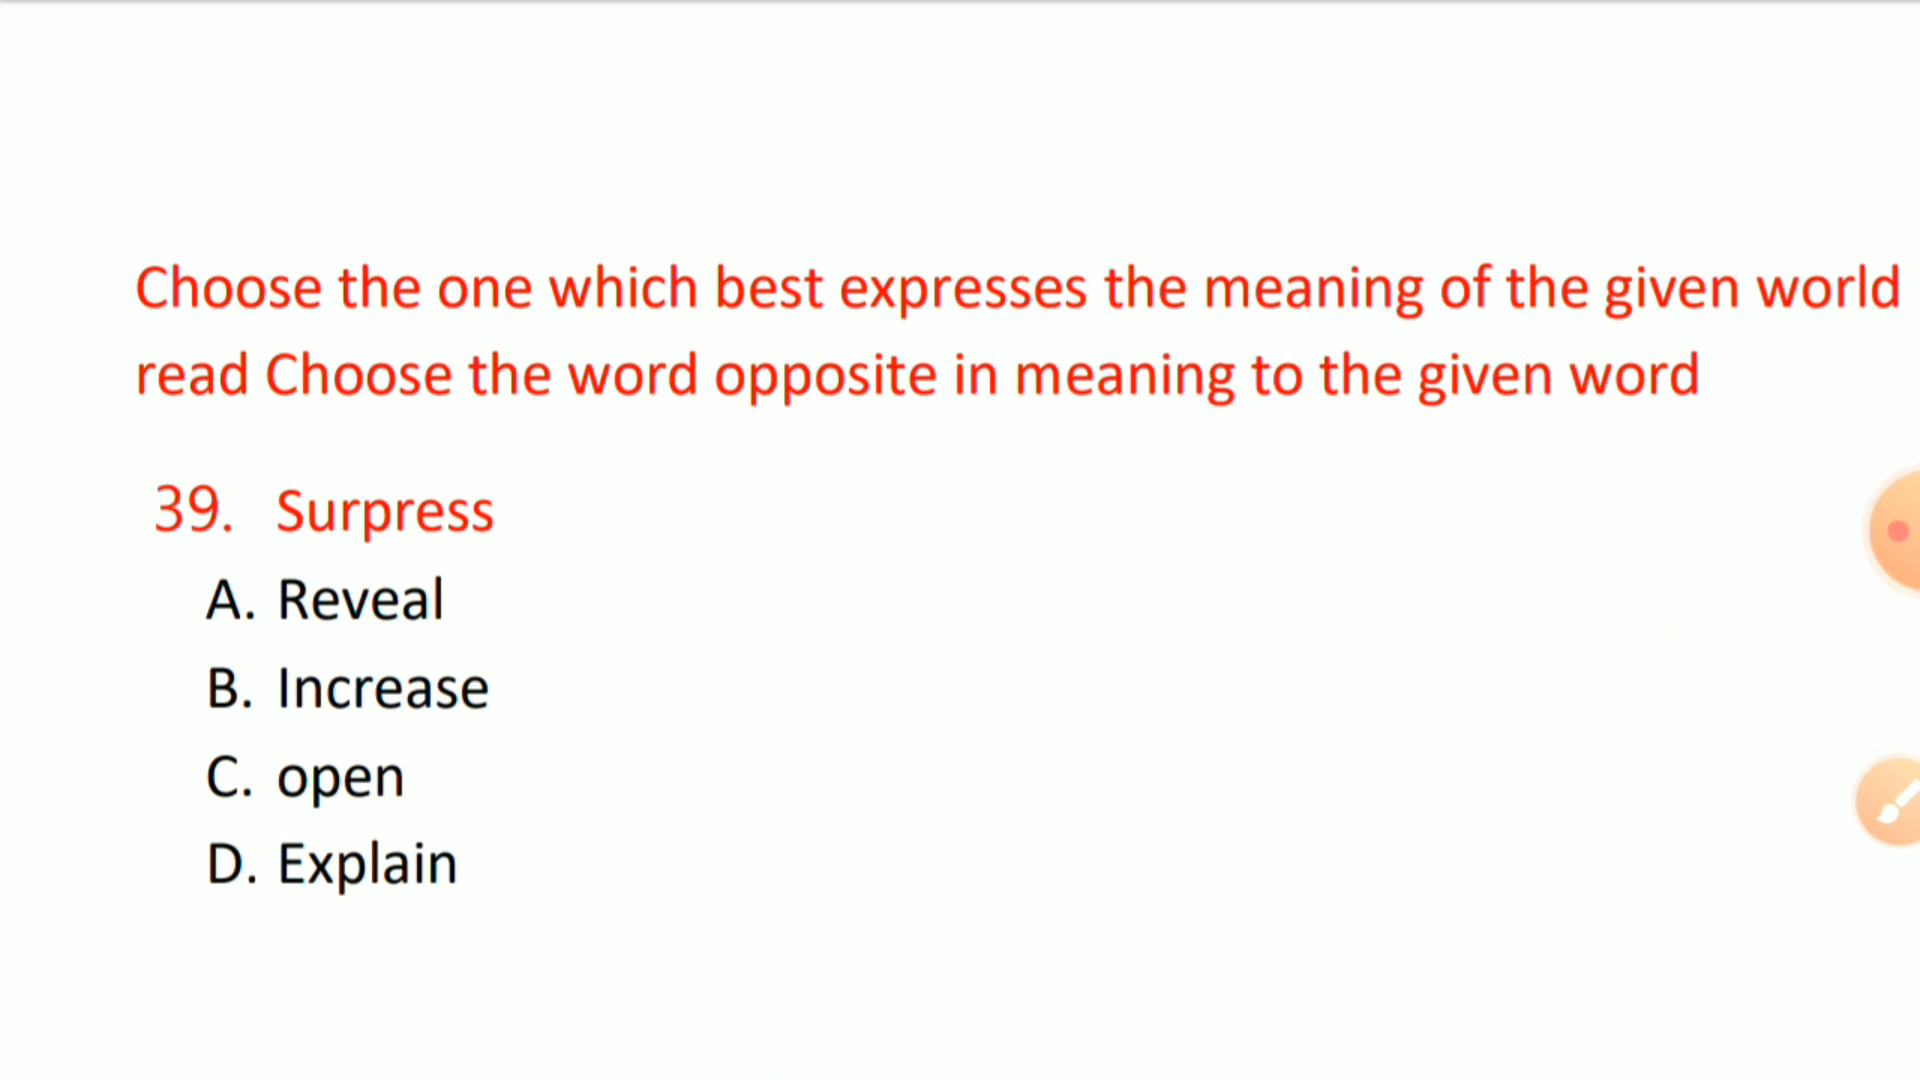 Choose the one which best expresses the meaning of the given world
read Choose the word opposite in meaning to the given word
39. Surpress
A. Reveal
B. Increase
C. open
D. Explain